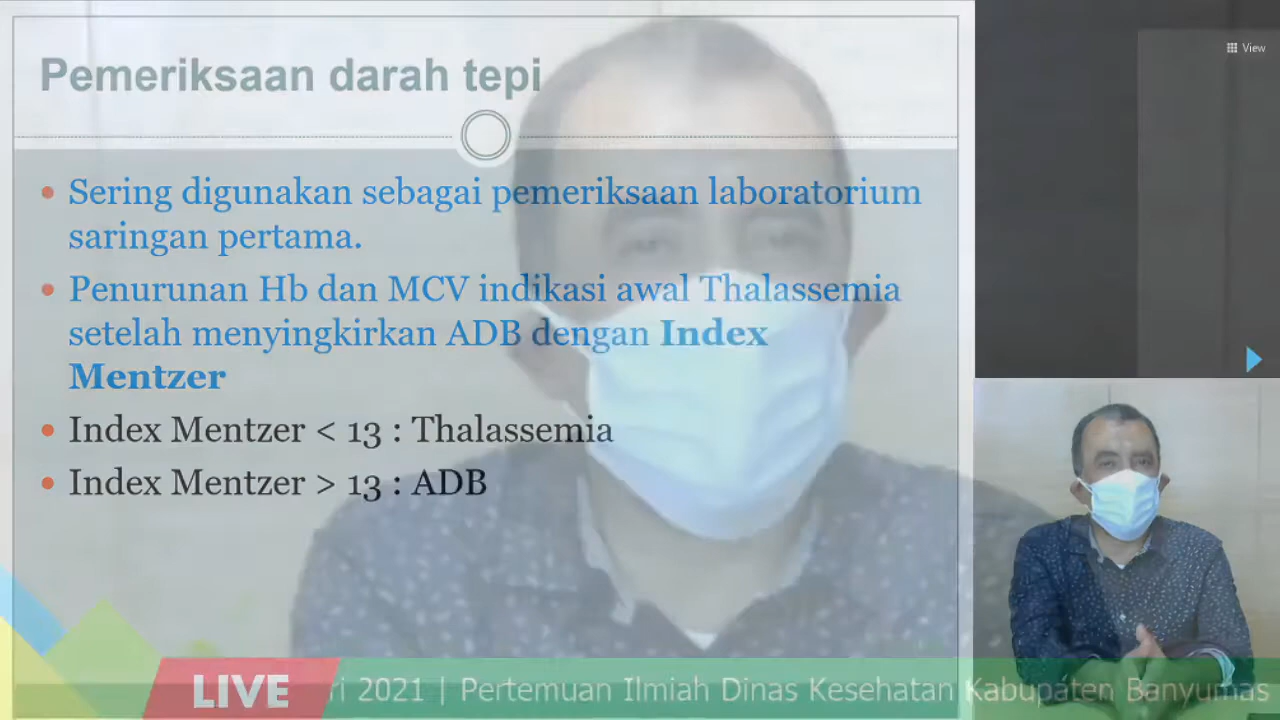 Pemeriksaan darah tepi
View
Sering digunakan sebagai pemeriksaan laboratorium
saringan pertama.
Penurunan Hb dan MCV indikasi awal Thalassemia
setelah menyingkirkan ADB dengan Index
Mentzer
Index Mentzer < 13 : Thalassemia
Index Mentzer > 13 : ADB
LIVE
ri 2021 | Pertemuan Ilmiah Dinas Kesehatan Kabupaten Banyumas